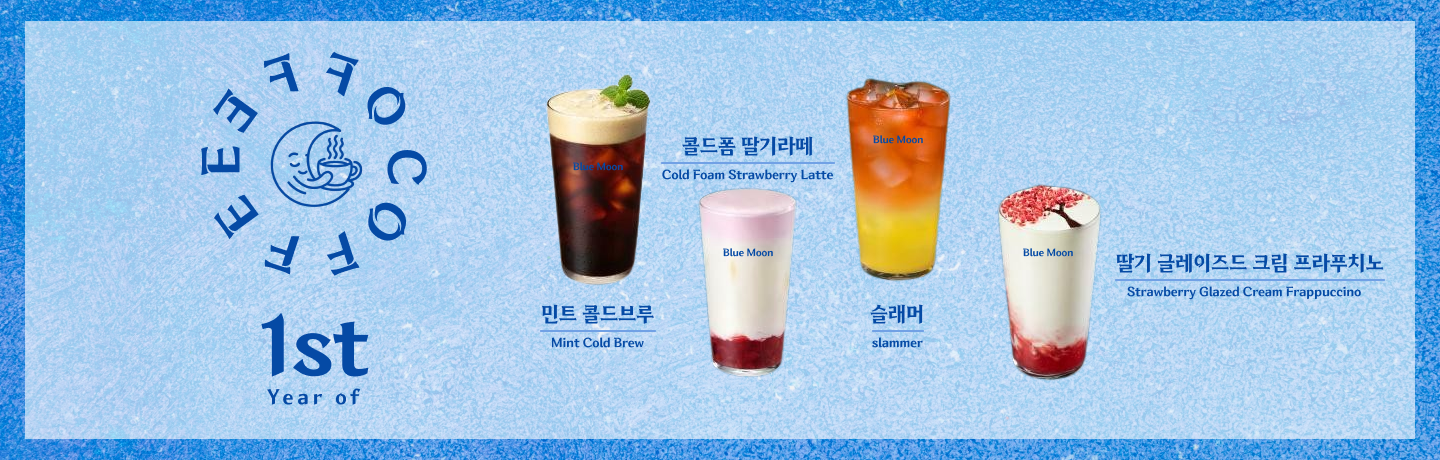 COFFEEEFFO
1st
Year of
Blue Moon
민트 콜드브루
Mint Cold Brew
콜드폼 딸기라떼
Cold Foam Strawberry Latte
Blue Moon
Blue Moon
슬래머
slammer
Blue Moon
딸기 글레이즈드 크림 프라푸치노
Strawberry Glazed Cream Frappuccino